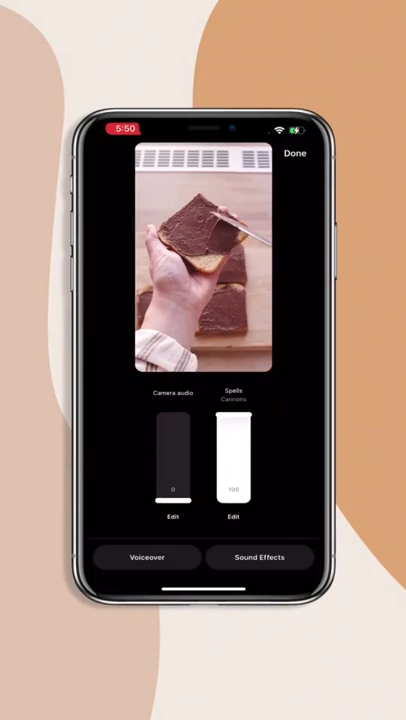 5:50
Done
Camera audio
Spells
Cannons
0
100
Edit
Edit
Voiceover
Sound Effects